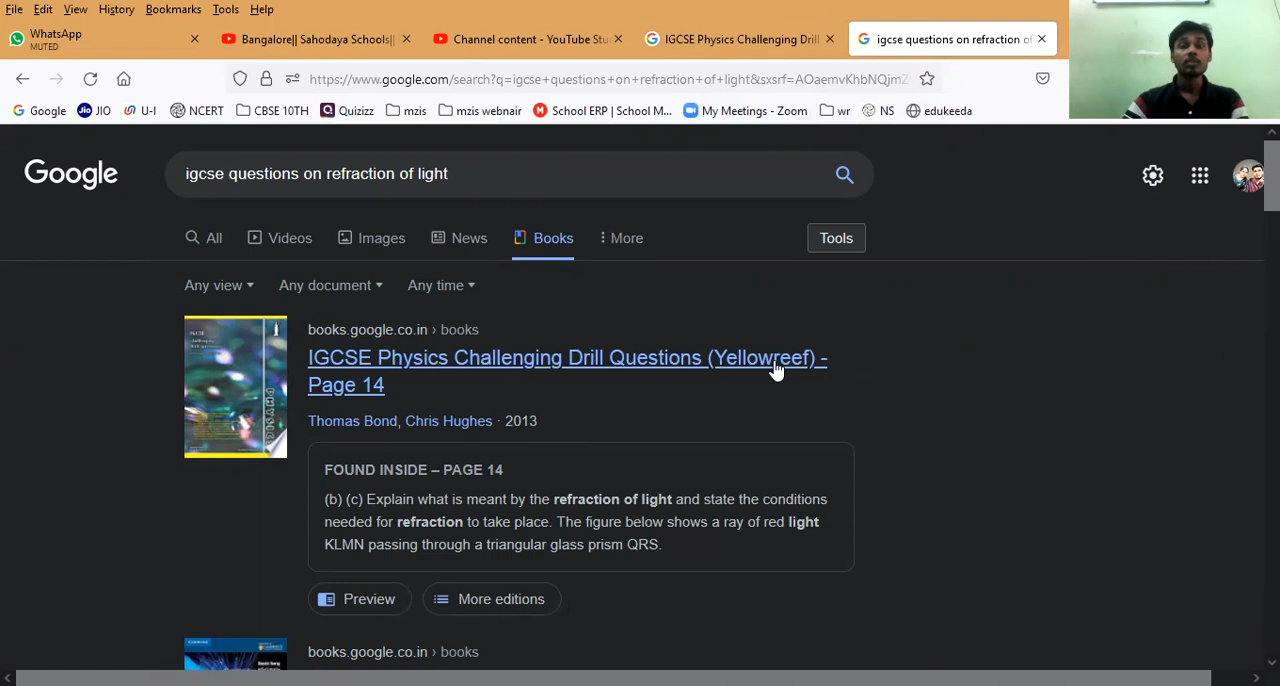 File Edit View History Bookmarks Tools Help
WhatsApp
MUTED
Bangalore|| Sahodaya Schools||
Channel content - YouTube Stu
IGCSE Physics Challenging Drill
igcse questions on refraction of
https://www.google.com/search?q=igcse+questions+on+refraction+of+light&sxsrf=AOaemvKhbNQjmZ
Google JIO U-I NCERT CBSE 10TH Quizizz mzis mzis webnair School ERP | School M... My Meetings - Zoom wr NS edukeeda
Google
igcse questions on refraction of light
All Videos Images News Books More Tools
Any view Any document Any time
books.google.co.in › books
IGCSE Physics Challenging Drill Questions (Yellowreef) -
Page 14
Thomas Bond, Chris Hughes · 2013
FOUND INSIDE – PAGE 14
(b) (c) Explain what is meant by the refraction of light and state the conditions
needed for refraction to take place. The figure below shows a ray of red light
KLMN passing through a triangular glass prism QRS.
Preview More editions
books.google.co.in › books
IGCSE
PHYSICS